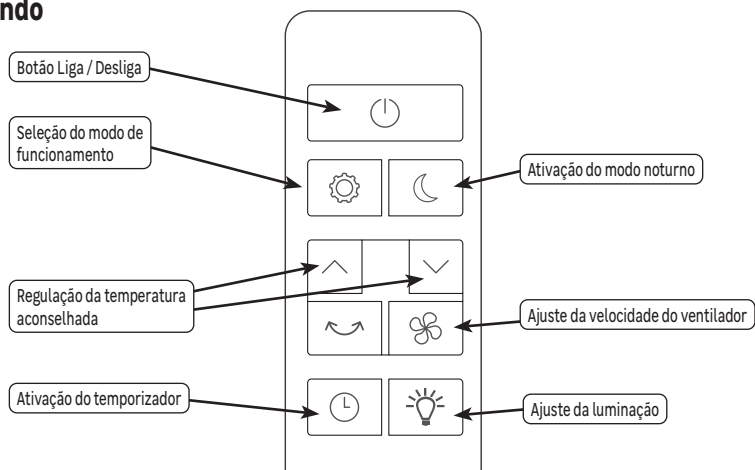 ndo
Botão Liga / Desliga
Seleção do modo de
funcionamento
Ativação do modo noturno
Regulação da temperatura
aconselhada
Ajuste da velocidade do ventilador
Ativação do temporizador
Ajuste da luminação